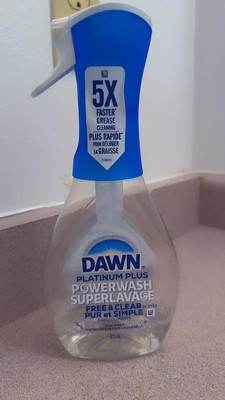 5X
FASTER*
GREASE
CLEANING
PLUS RAPIDE*
POUR DÉLOGER
LA GRAISSE
DAWN
PLATINUM PLUS
POWERWASH
SUPERLAVAGE
FREE & CLEAR
PUR et SIMPLE